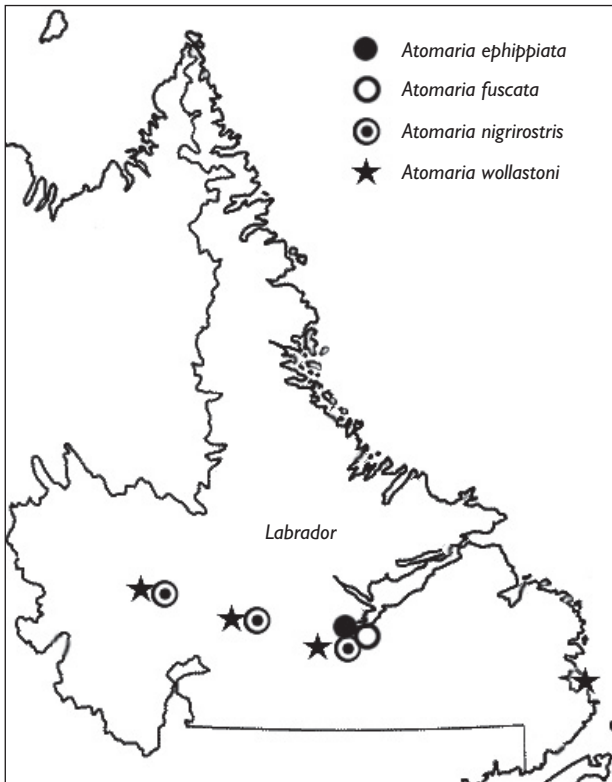 Atomaria ephippiata
Atomaria fuscata
Atomaria nigrirostris
Atomaria wollastoni
Labrador